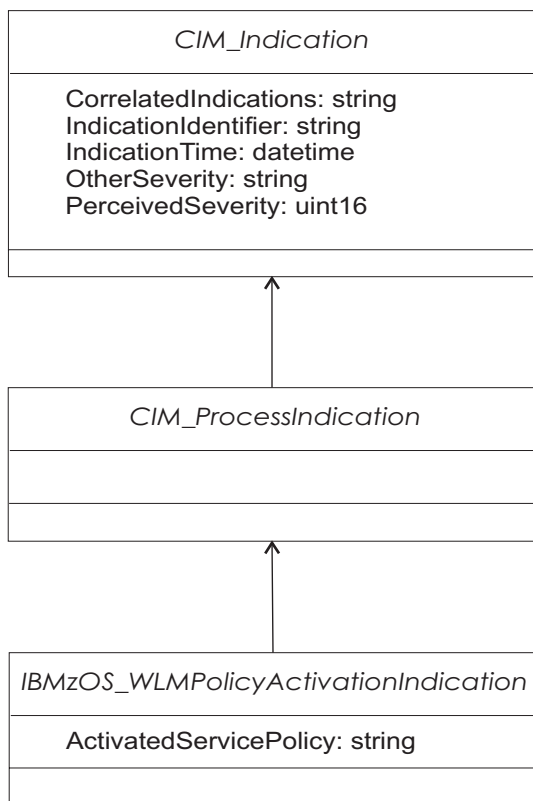 CIM_Indication
CorrelatedIndications: string
IndicationIdentifier: string
IndicationTime: datetime
OtherSeverity: string
PerceivedSeverity: uint16
CIM_ProcessIndication
IBMzOS_WLMPolicyActivationIndication
ActivatedServicePolicy: string